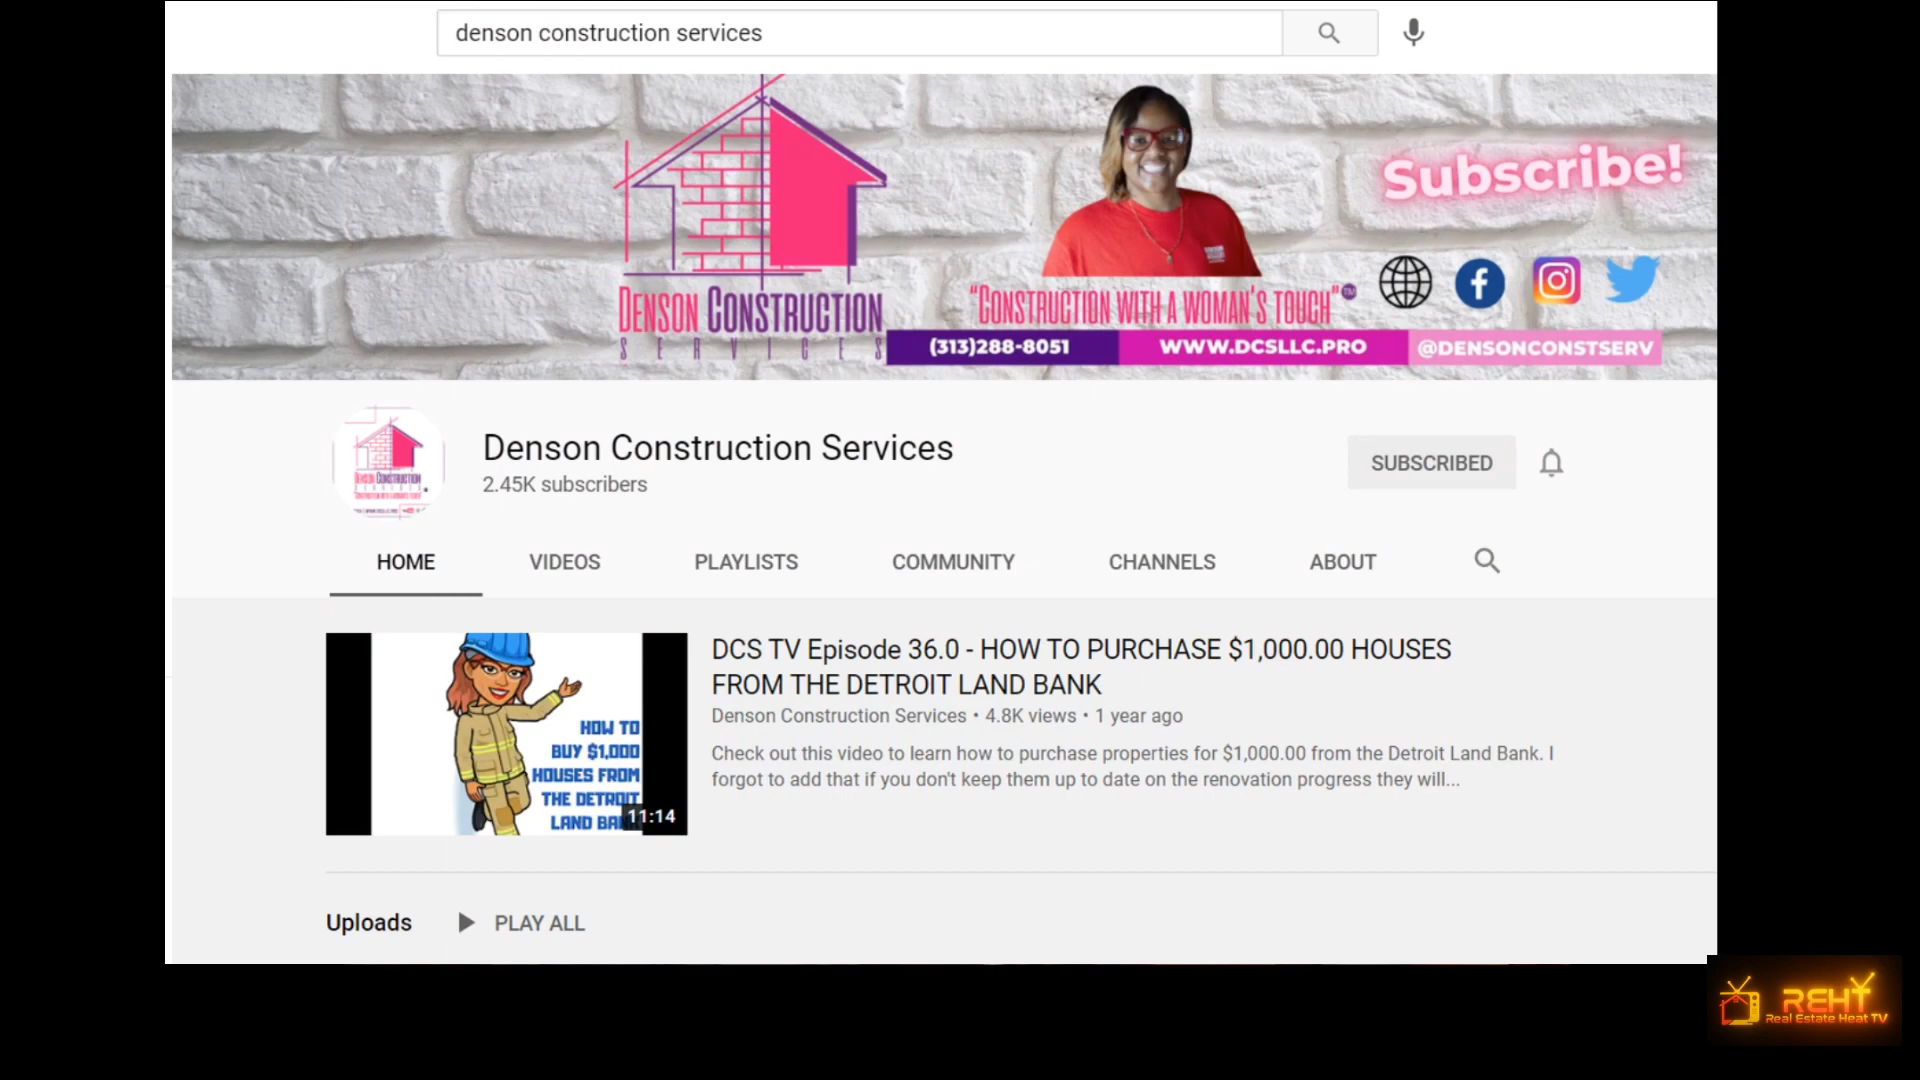 denson construction services
Subscribe!
DENSON CONSTRUCTION
SERVICES
"CONSTRUCTION WITH A WOMAN'S TOUCH"™
(313)288-8051
WWW.DCSLLC.PRO
@DENSONCONSTSERV
DENSON CONSTRUCTION
SERVICES
Denson Construction Services
2.45K subscribers
SUBSCRIBED
HOME
VIDEOS
PLAYLISTS
COMMUNITY
CHANNELS
ABOUT
HOW TO
BUY $1,000
HOUSES FROM
THE DETROIT
LAND
11:14
DCS TV Episode 36.0 - HOW TO PURCHASE $1,000.00 HOUSES
FROM THE DETROIT LAND BANK
Denson Construction Services • 4.8K views • 1 year ago
Check out this video to learn how to purchase properties for $1,000.00 from the Detroit Land Bank. I
forgot to add that if you don't keep them up to date on the renovation progress they will...
Uploads
PLAY ALL
REHT
Real Estate Heat TV